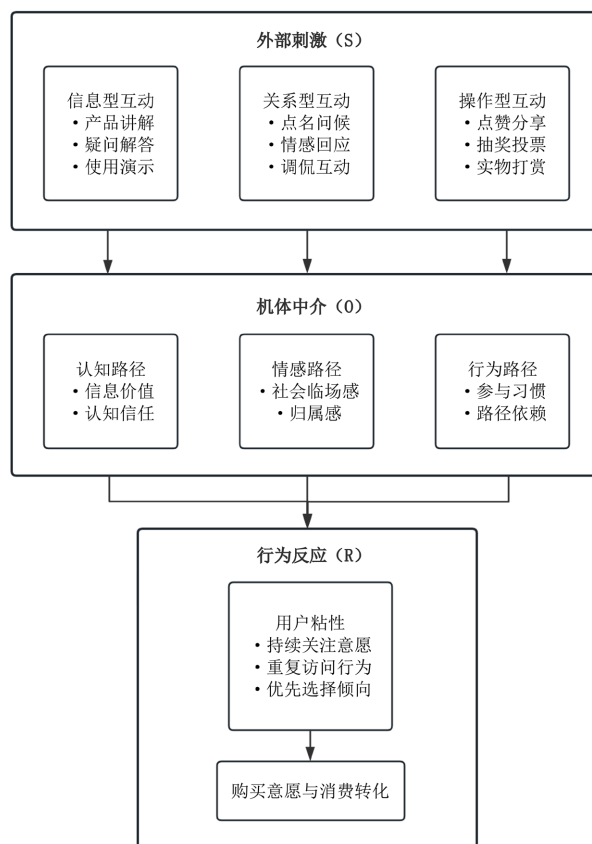 外部刺激（S）
信息型互动
• 产品讲解
• 疑问解答
• 使用演示
关系型互动
• 点名问候
• 情感回应
• 调侃互动
操作型互动
• 点赞分享
• 抽奖投票
• 实物打赏
机体中介（O）
认知路径
• 信息价值
• 认知信任
情感路径
• 社会临场感
• 归属感
行为路径
• 参与习惯
• 路径依赖
行为反应（R）
用户粘性
• 持续关注意愿
• 重复访问行为
• 优先选择倾向
购买意愿与消费转化